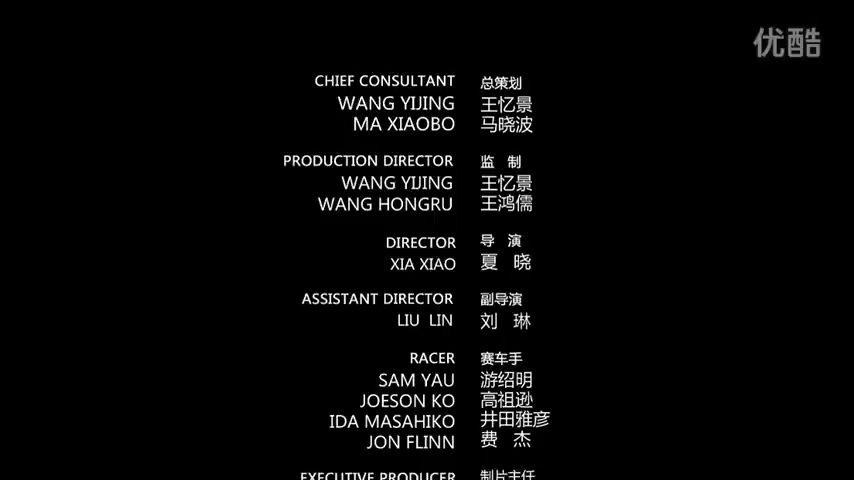 优酷
CHIEF CONSULTANT 总策划
WANG YIJING 王忆景
MA XIAOBO 马晓波
PRODUCTION DIRECTOR 监 制
WANG YIJING 王忆景
WANG HONGRU 王鸿儒
DIRECTOR 导 演
XIA XIAO 夏 晓
ASSISTANT DIRECTOR 副导演
LIU LIN 刘 琳
RACER 赛车手
SAM YAU 游绍明
JOESON KO 高祖逊
IDA MASAHIKO 井田雅彦
JON FLINN 费 杰
EXECUTIVE PRODUCER 制片主任